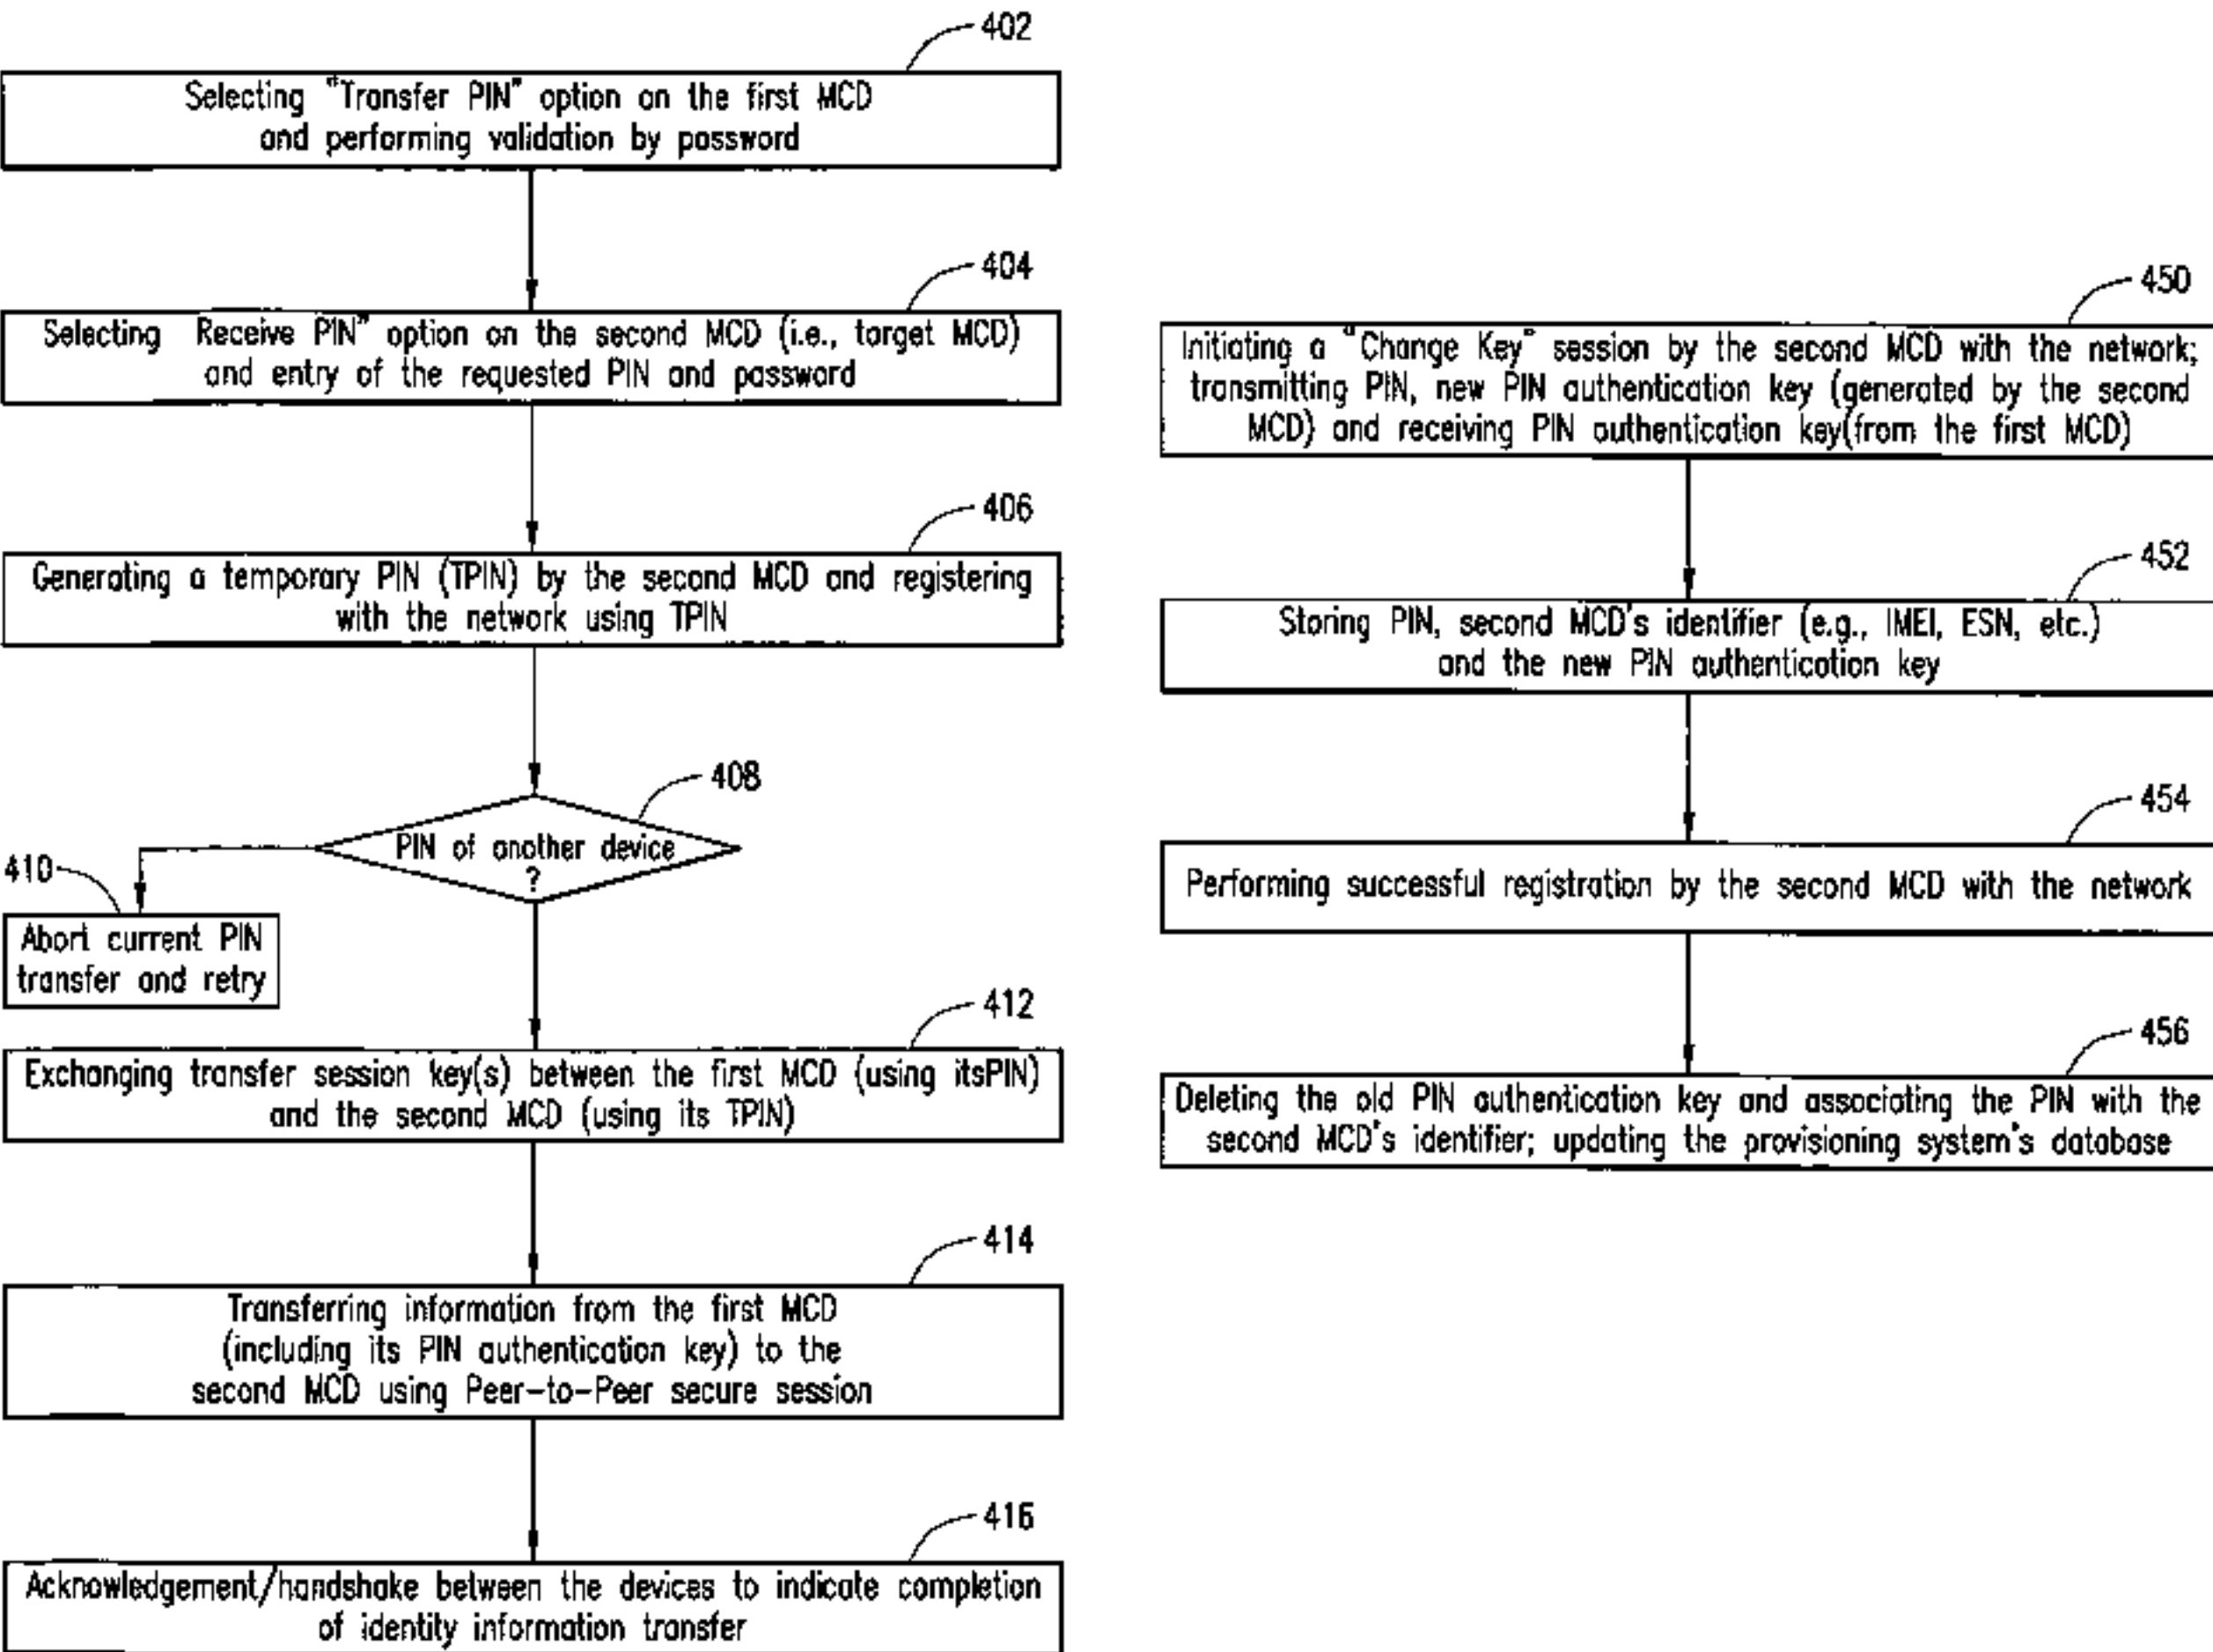 402
Selecting "Transfer PIN" option on the first MCD
and performing validation by password
404
Selecting Receive PIN" option on the second MCD (i.e., target MCD)
and entry of the requested PIN and password
406
Generating a temporary PIN (TPIN) by the second MCD and registering
with the network using TPIN
408
PIN of another device
?
410
Abort current PIN
transfer and retry
412
Exchanging transfer session key(s) between the first MCD (using itsPIN)
and the second MCD (using its TPIN)
414
Transferring information from the first MCD
(including its PIN authentication key) to the
second MCD using Peer-to-Peer secure session
416
Acknowledgement/handshake between the devices to indicate completion
of identity information transfer
450
Initiating a "Change Key" session by the second MCD with the network;
transmitting PIN, new PIN authentication key (generated by the second
MCD) and receiving PIN authentication key(from the first MCD)
452
Storing PIN, second MCD's identifier (e.g., IMEI, ESN, etc.)
and the new PIN authentication key
454
Performing successful registration by the second MCD with the network
456
Deleting the old PIN authentication key and associating the PIN with the
second MCD's identifier; updating the provisioning system's database